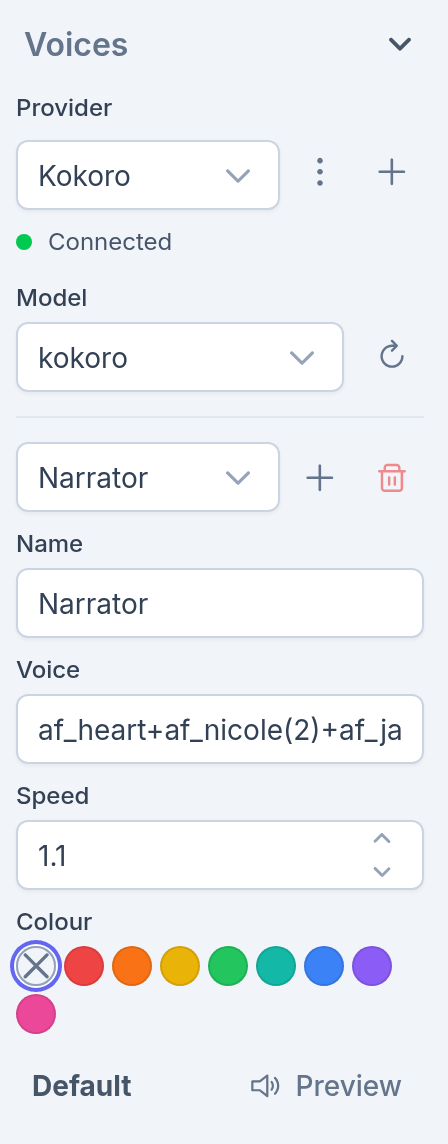 Voices
Provider
Kokoro
Connected
Model
kokoro
Narrator
Name
Narrator
Voice
af_heart+af_nicole(2)+af_ja
Speed
1.1
Colour
Default
Preview